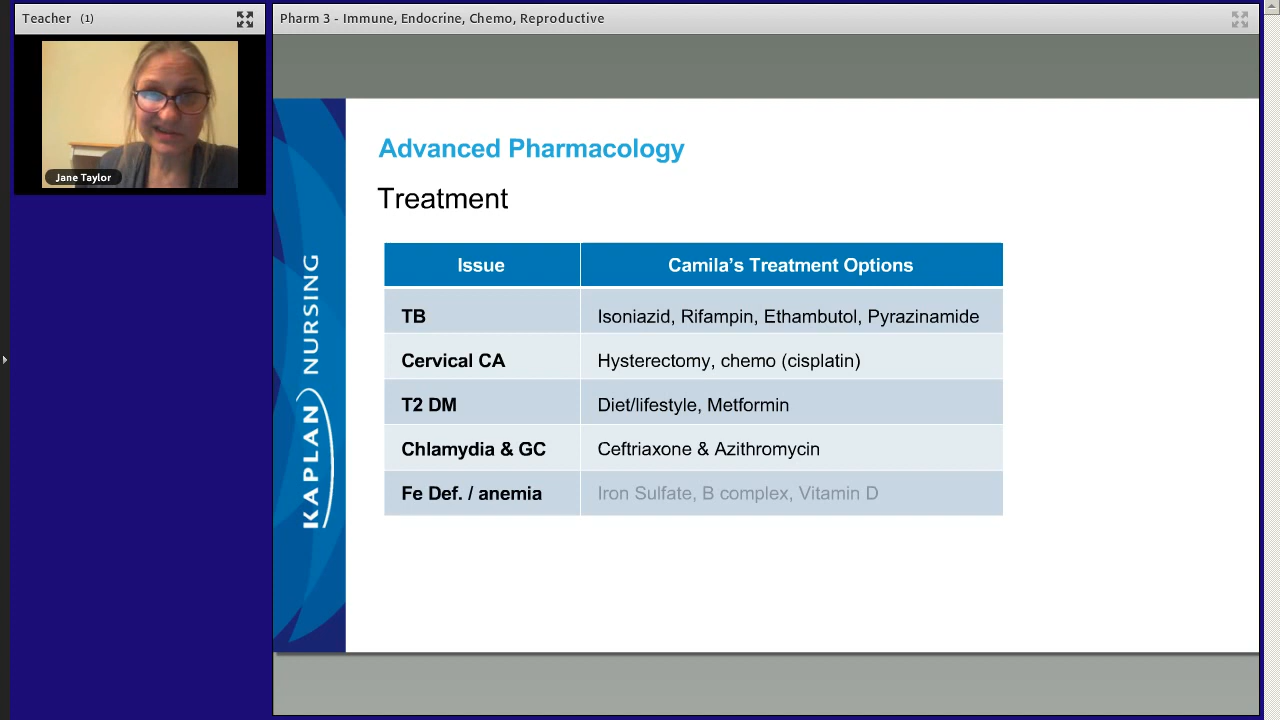 Teacher (1)
Jane Taylor
Pharm 3 - Immune, Endocrine, Chemo, Reproductive
KAPLAN NURSING
Advanced Pharmacology
Treatment
Issue Camila’s Treatment Options
TB Isoniazid, Rifampin, Ethambutol, Pyrazinamide
Cervical CA Hysterectomy, chemo (cisplatin)
T2 DM Diet/lifestyle, Metformin
Chlamydia & GC Ceftriaxone & Azithromycin
Fe Def. / anemia Iron Sulfate, B complex, Vitamin D